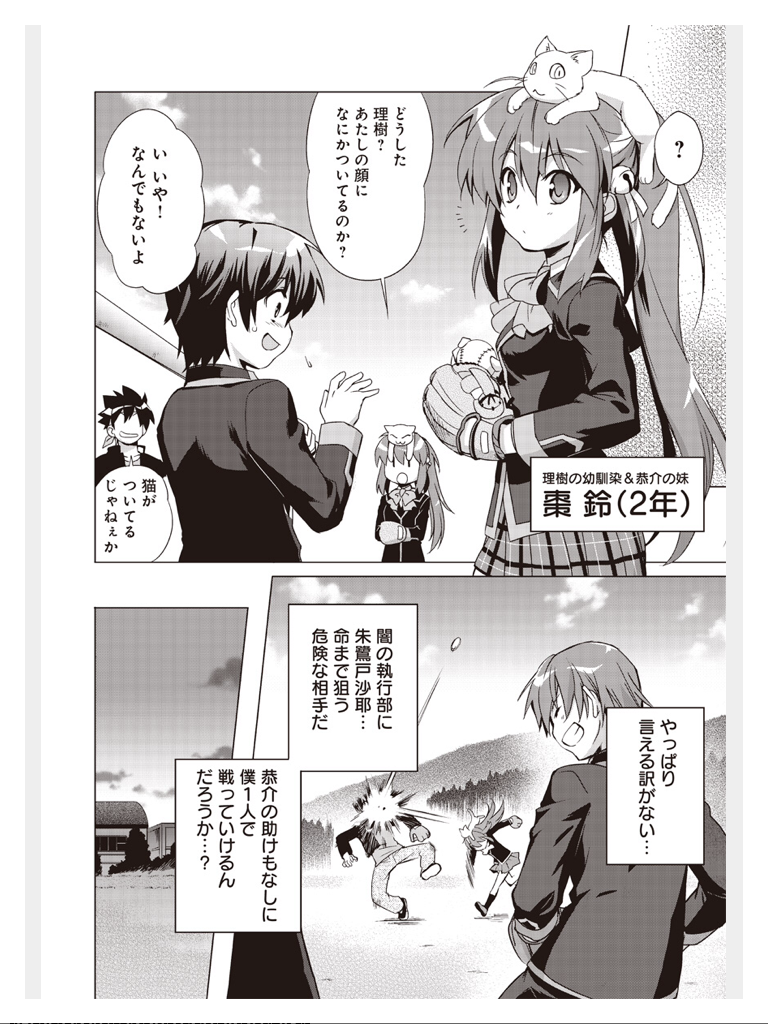 ？
どうした
理樹？
あたしの顔に
なにかついてるのか？
い いや！
なんでもないよ
理樹の幼馴染＆恭介の妹
棗 鈴（2年）
猫が
ついてる
じゃねぇか
やっぱり
言える訳がない…
闇の執行部に
朱鷺戸沙耶…
命まで狙う
危険な相手だ
恭介の助けもなしに
僕1人で
戦っていけるん
だろうか…？